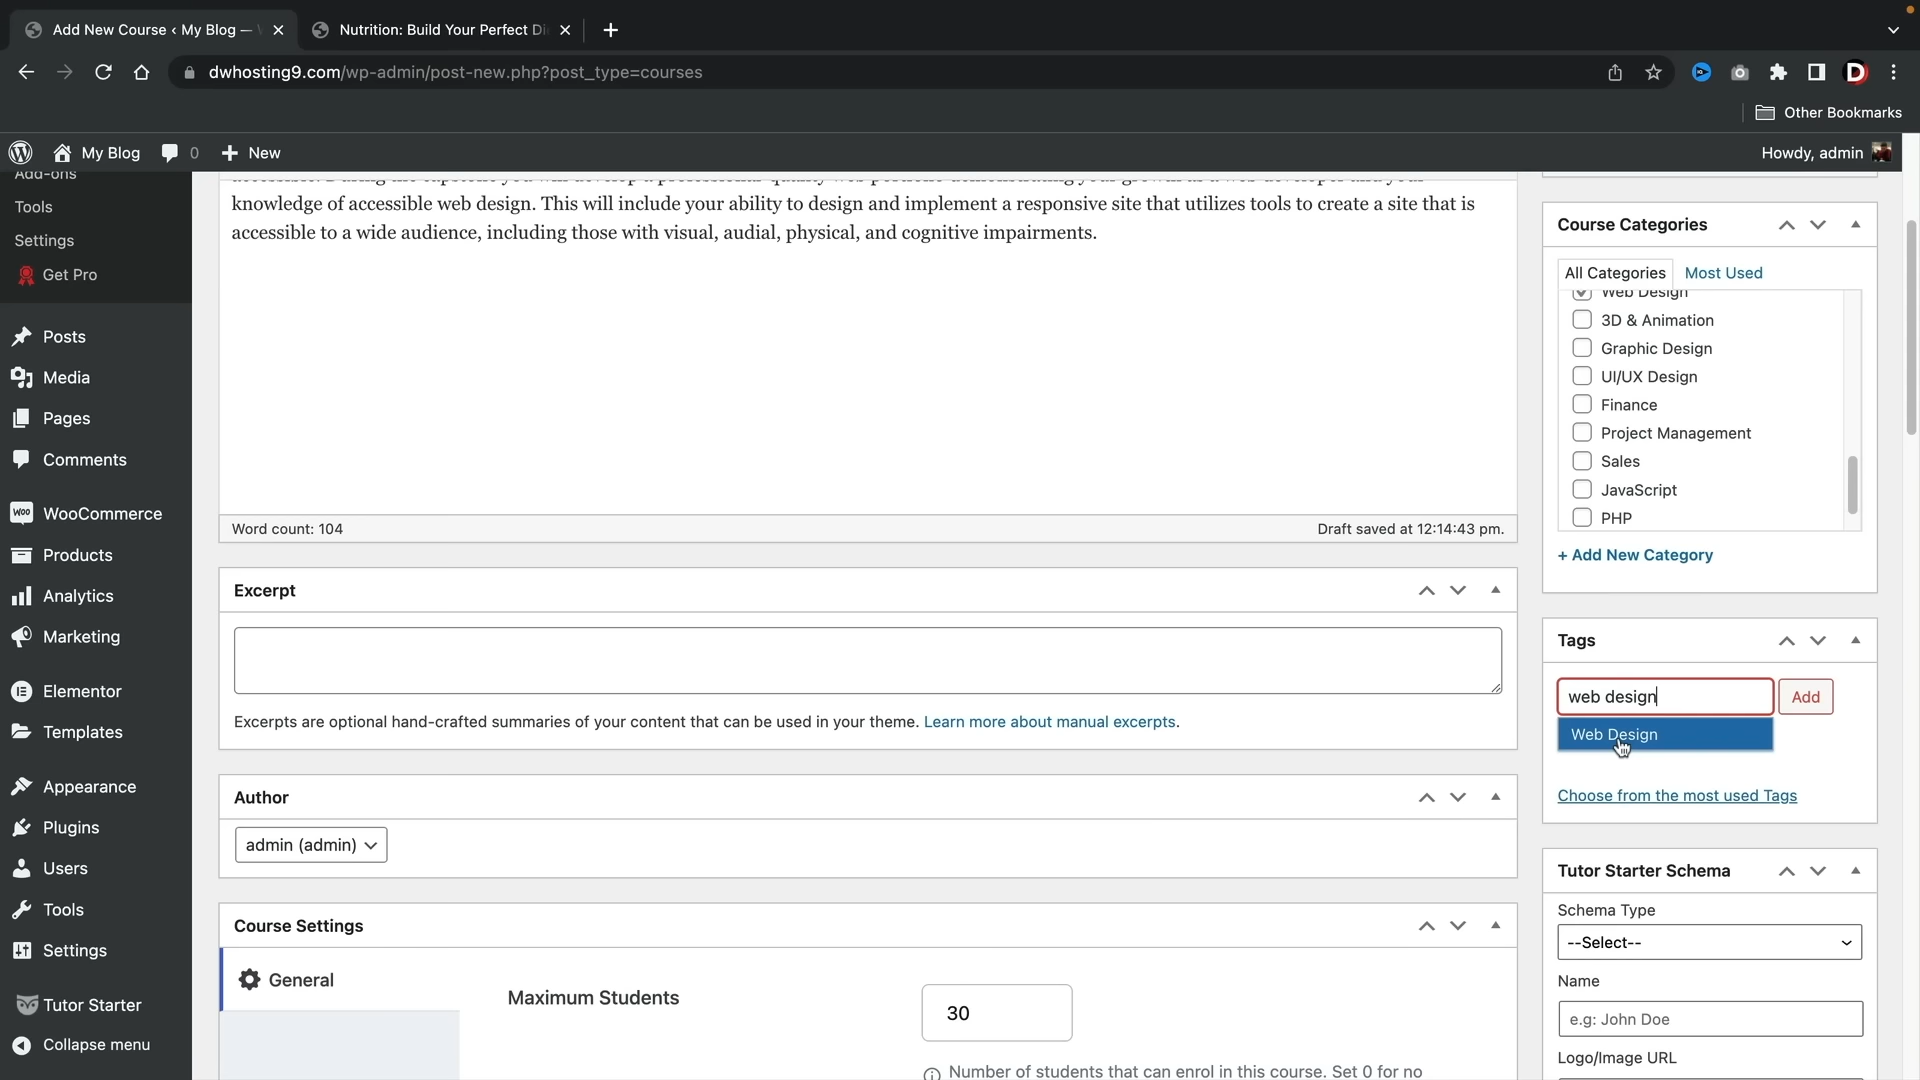 Add New Course ‹ My Blog —
Nutrition: Build Your Perfect Di
dwhosting9.com/wp-admin/post-new.php?post_type=courses
Other Bookmarks
My Blog
0
New
Howdy, admin
Add-ons
Tools
Settings
Get Pro
Posts
Media
Pages
Comments
WooCommerce
Products
Analytics
Marketing
Elementor
Templates
Appearance
Plugins
Users
Tools
Settings
Tutor Starter
Collapse menu
knowledge of accessible web design. This will include your ability to design and implement a responsive site that utilizes tools to create a site that is
accessible to a wide audience, including those with visual, audial, physical, and cognitive impairments.
Word count: 104
Draft saved at 12:14:43 pm.
Excerpt
Excerpts are optional hand-crafted summaries of your content that can be used in your theme. Learn more about manual excerpts.
Author
admin (admin)
Course Settings
General
Maximum Students
30
Number of students that can enrol in this course. Set 0 for no
Course Categories
All Categories
Most Used
Web Design
3D & Animation
Graphic Design
UI/UX Design
Finance
Project Management
Sales
JavaScript
PHP
+ Add New Category
Tags
web design
Add
Web Design
Choose from the most used Tags
Tutor Starter Schema
Schema Type
--Select--
Name
e.g: John Doe
Logo/Image URL